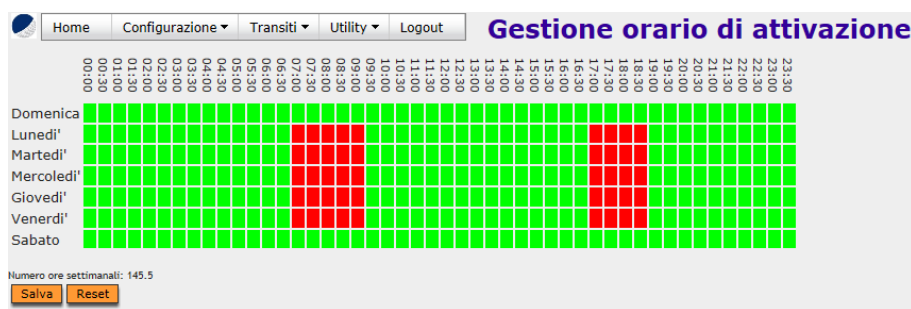 Home Configurazione Transiti Utility Logout Gestione orario di attivazione
00:00 00:30 01:00 01:30 02:00 02:30 03:00 03:30 04:00 04:30 05:00 05:30 06:00 06:30 07:00 07:30 08:00 08:30 09:00 09:30 10:00 10:30 11:00 11:30 12:00 12:30 13:00 13:30 14:00 14:30 15:00 15:30 16:00 16:30 17:00 17:30 18:00 18:30 19:00 19:30 20:00 20:30 21:00 21:30 22:00 22:30 23:00 23:30
Domenica
Lunedi'
Martedi'
Mercoledi'
Giovedi'
Venerdi'
Sabato
Numero ore settimanali: 145.5
Salva Reset